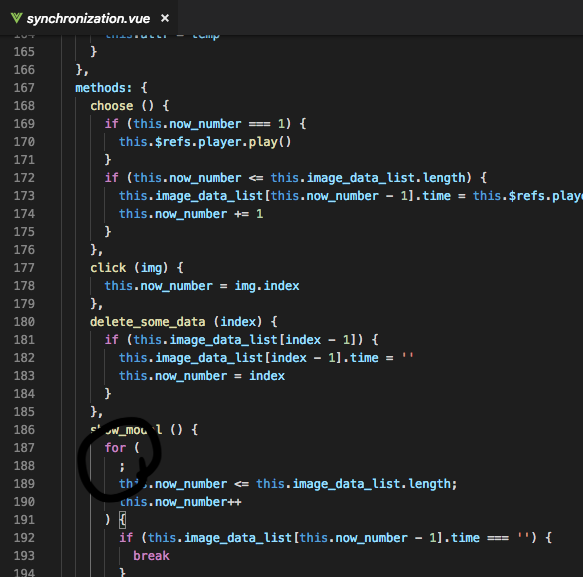 synchronization.vue ×
165 }
166 },
167 methods: {
168 choose () {
169 if (this.now_number === 1) {
170 this.$refs.player.play()
171 }
172 if (this.now_number <= this.image_data_list.length) {
173 this.image_data_list[this.now_number - 1].time = this.$refs.playe
174 this.now_number += 1
175 }
176 },
177 click (img) {
178 this.now_number = img.index
179 },
180 delete_some_data (index) {
181 if (this.image_data_list[index - 1]) {
182 this.image_data_list[index - 1].time = ''
183 this.now_number = index
184 }
185 },
186 show_modal () {
187 for (
188 ;
189 this.now_number <= this.image_data_list.length;
190 this.now_number++
191 ) {
192 if (this.image_data_list[this.now_number - 1].time === '') {
193 break
194 }